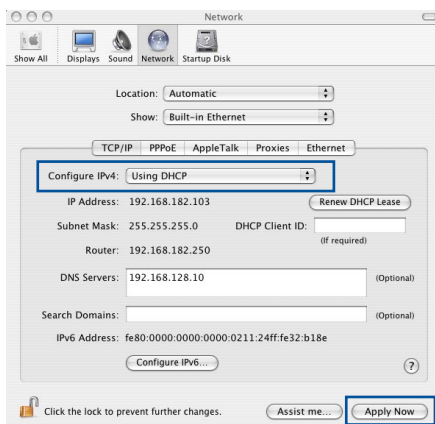 Network
Show All Displays Sound Network Startup Disk
Location: Automatic
Show: Built-in Ethernet
TCP/IP PPPoE AppleTalk Proxies Ethernet
Configure IPv4: Using DHCP
IP Address: 192.168.182.103 Renew DHCP Lease
Subnet Mask: 255.255.255.0 DHCP Client ID:
(If required)
Router: 192.168.182.250
DNS Servers: 192.168.128.10 (Optional)
Search Domains: (Optional)
IPv6 Address: fe80:0000:0000:0000:0211:24ff:fe32:b18e
Configure IPv6... ?
Click the lock to prevent further changes. Assist me... Apply Now